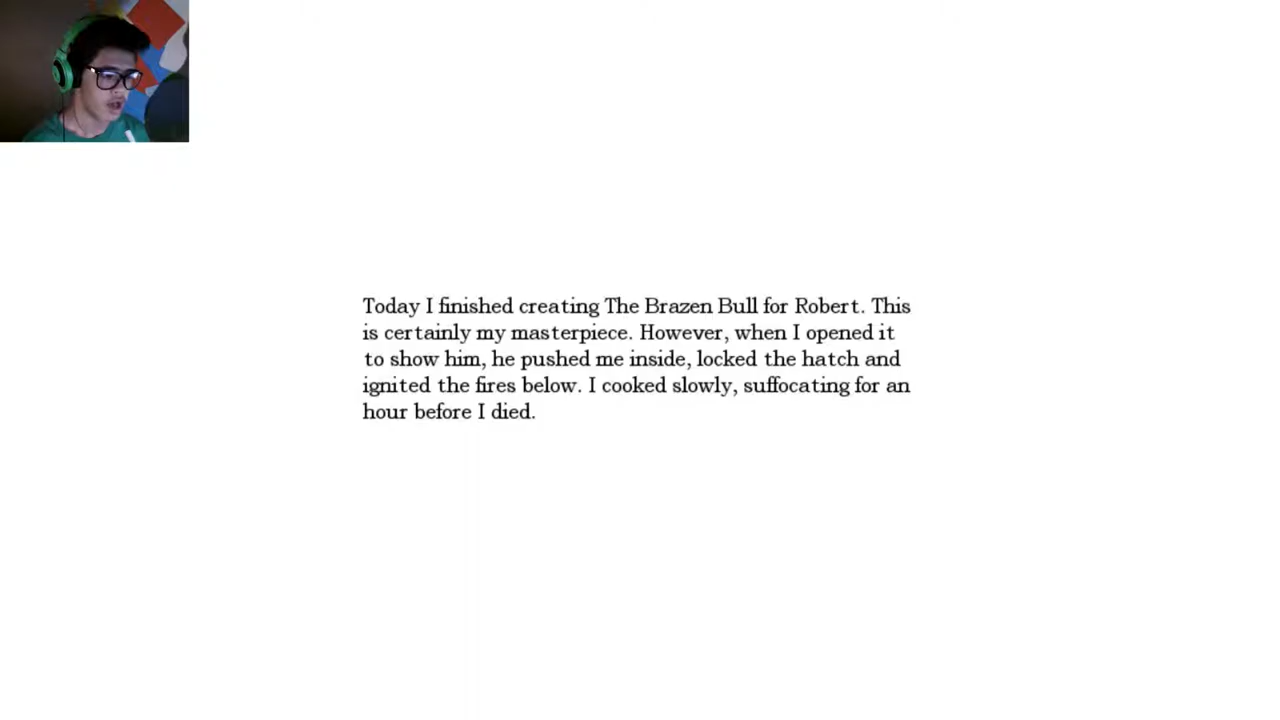 Today I finished creating The Brazen Bull for Robert. This
is certainly my masterpiece. However, when I opened it
to show him, he pushed me inside, locked the hatch and
ignited the fires below. I cooked slowly, suffocating for an
hour before I died.